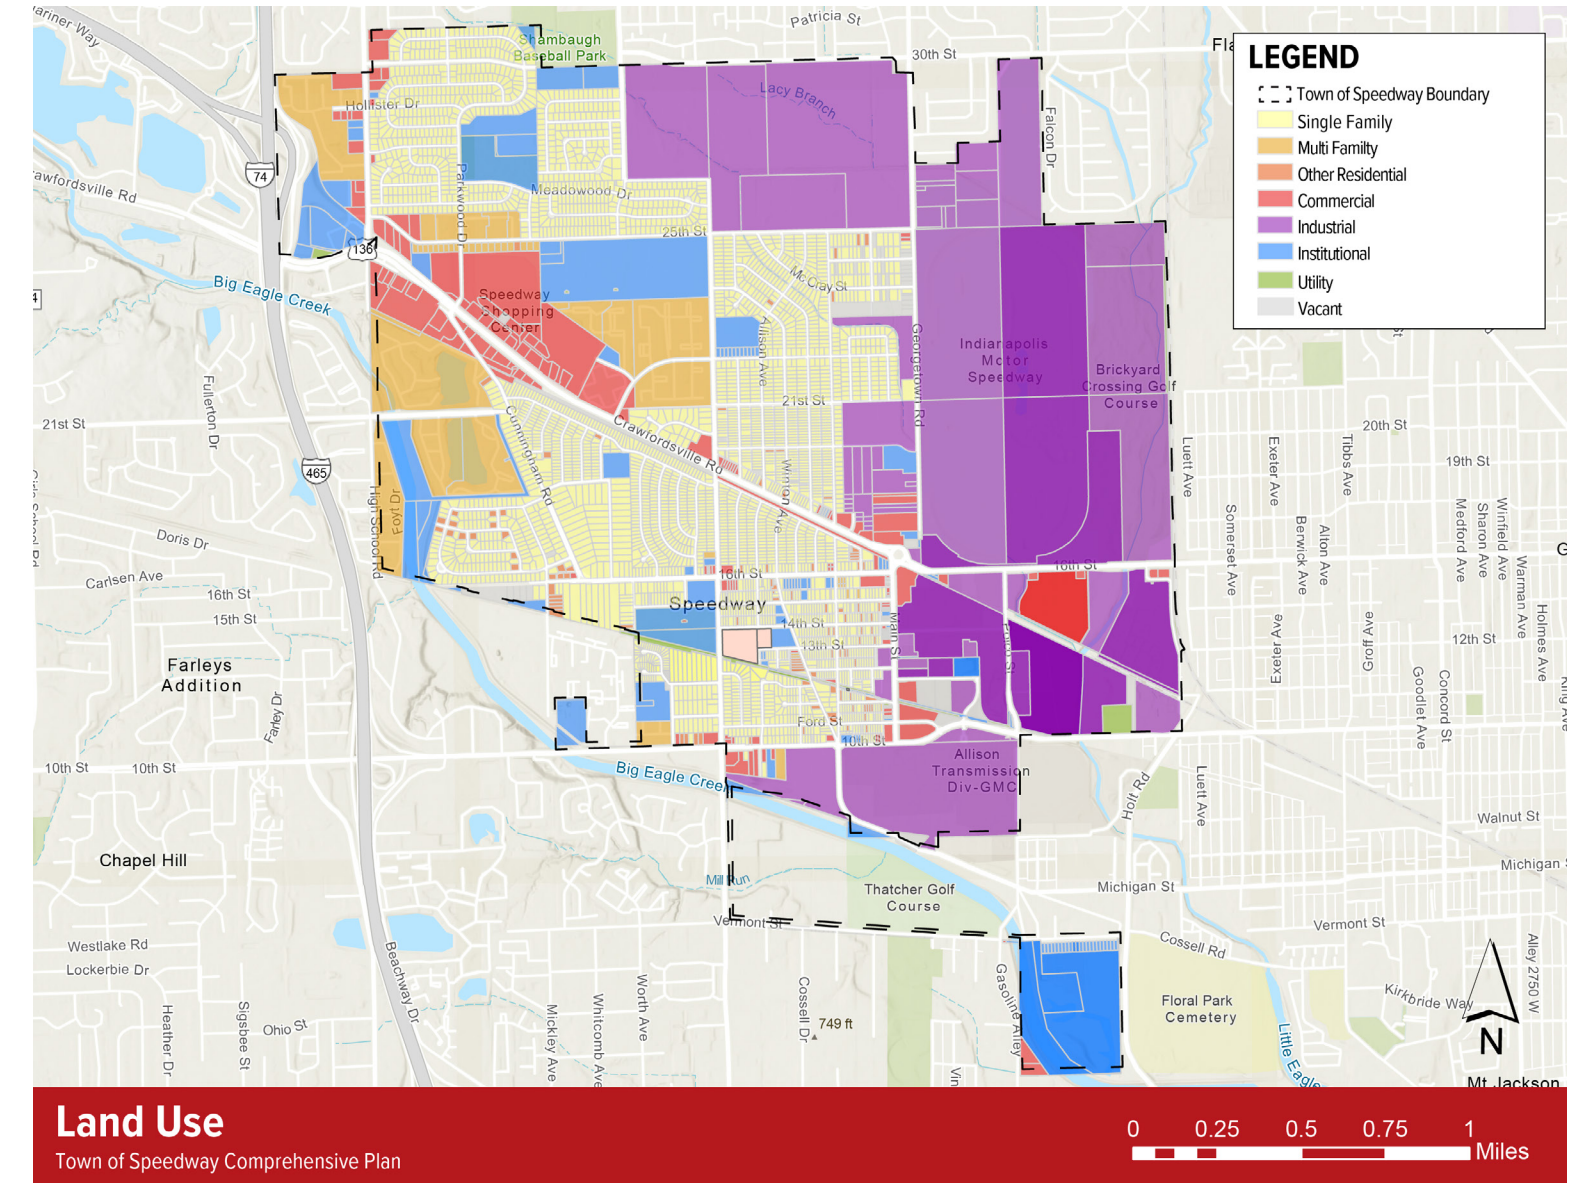 Mariner Way
Patricia St
Shambaugh
Baseball Park
30th St
LEGEND
Town of Speedway Boundary
Single Family
Multi Familty
Other Residential
Commercial
Industrial
Institutional
Utility
Vacant
Hollister Dr
Lacy Branch
Falcon Dr
74
Parkwood Dr
Meadowood Dr
25th St
136
Big Eagle Creek
Speedway
Shopping
Center
McCray St
Allison Ave
Georgetown Rd
Indianapolis
Motor
Speedway
Brickyard
Crossing Golf
Course
4
Fullerton Dr
21st St
21st St
Cunningham Rd
Crawfordsville Rd
20th St
19th St
465
High School Rd
Foyt Dr
Winton Ave
Luett Ave
Exeter Ave
Tibbs Ave
Somerset Ave
Berwick Ave
Alton Ave
Medford Ave
Sharon Ave
Winfield Ave
Warman Ave
Holmes Ave
Doris Dr
Carlsen Ave
16th St
15th St
16th St
16th St
Speedway
14th St
13th St
Main St
Polco St
12th St
Exeter Ave
Golff Ave
Goodlet Ave
Concord St
Farleys
Addition
Farley Dr
Ford St
10th St
10th St
10th St
Big Eagle Creek
Allison
Transmission
Div-GMC
Holt Rd
Luett Ave
Walnut St
Chapel Hill
Michigan
Michigan St
Mill Run
Thatcher Golf
Course
Vermont St
Vermont St
Westlake Rd
Lockerbie Dr
Beachway Dr
Cossell Rd
Alley 2750 W
Heather Dr
Sigsbee St
Ohio St
Mickley Ave
Whitcomb Ave
Worth Ave
Cossell Dr
749 ft
Gasoline Alley
Floral Park
Cemetery
Kirkbride Way
Little Eagle
N
Mt Jackson
Land Use
Town of Speedway Comprehensive Plan
0 0.25 0.5 0.75 1
Miles